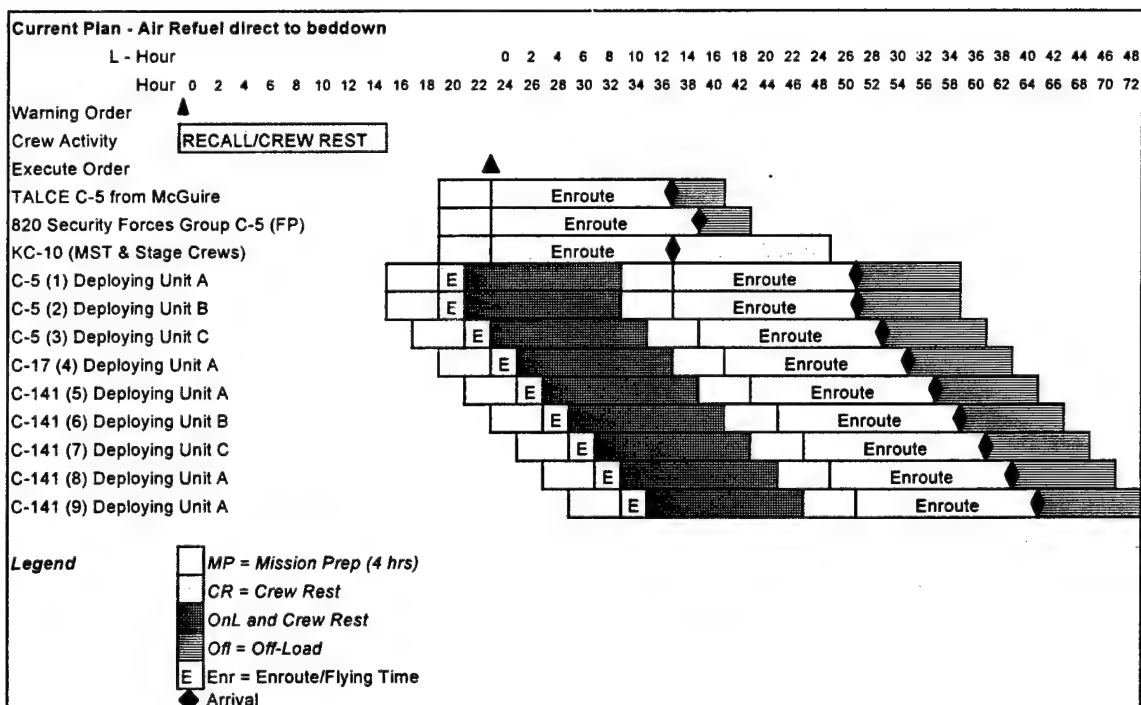 Current Plan - Air Refuel direct to beddown
L - Hour 0 2 4 6 8 10 12 14 16 18 20 22 24 26 28 30 32 34 36 38 40 42 44 46 48
Hour 0 2 4 6 8 10 12 14 16 18 20 22 24 26 28 30 32 34 36 38 40 42 44 46 48 50 52 54 56 58 60 62 64 66 68 70 72
Warning Order
Crew Activity RECALL/CREW REST
Execute Order
TALCE C-5 from McGuire Enroute
820 Security Forces Group C-5 (FP) Enroute
KC-10 (MST & Stage Crews) Enroute
C-5 (1) Deploying Unit A E Enroute
C-5 (2) Deploying Unit B E Enroute
C-5 (3) Deploying Unit C E Enroute
C-17 (4) Deploying Unit A E Enroute
C-141 (5) Deploying Unit A E Enroute
C-141 (6) Deploying Unit B E Enroute
C-141 (7) Deploying Unit C E Enroute
C-141 (8) Deploying Unit A E Enroute
C-141 (9) Deploying Unit A E Enroute
Legend MP = Mission Prep (4 hrs)
CR = Crew Rest
OnL and Crew Rest
Ofl = Off-Load
E Enr = Enroute/Flying Time
Arrival